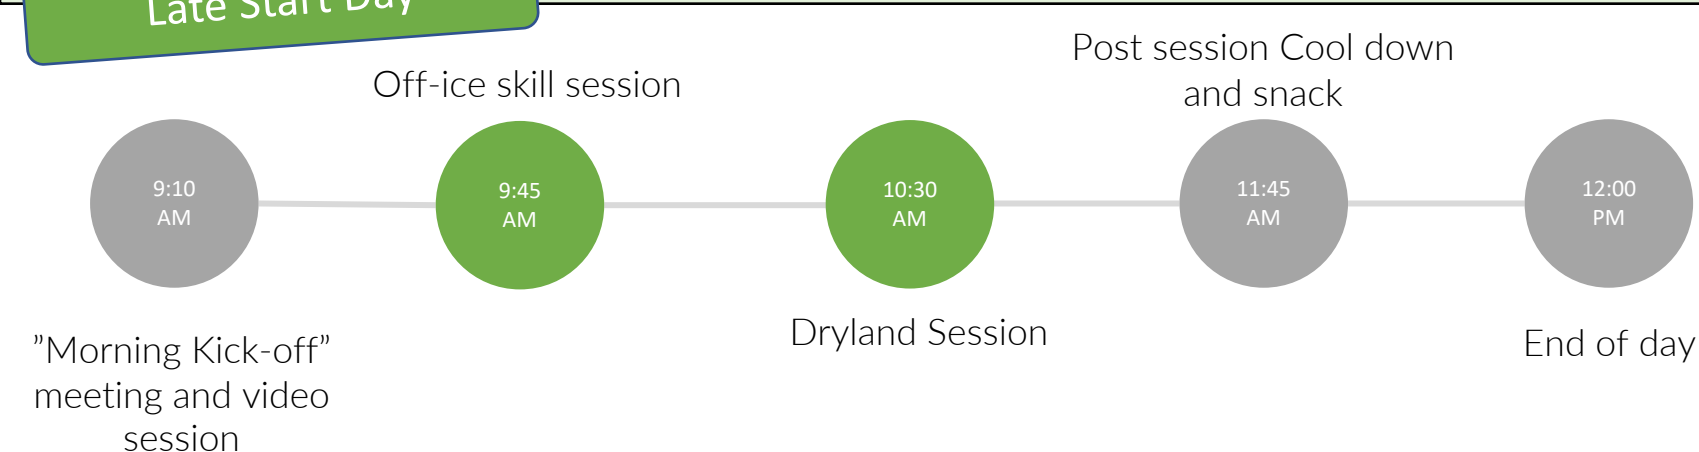 Late Start Day
Post session Cool down
and snack
Off-ice skill session
9:10
AM
9:45
AM
10:30
AM
11:45
AM
12:00
PM
Dryland Session
End of day
”Morning Kick-off”
meeting and video
session